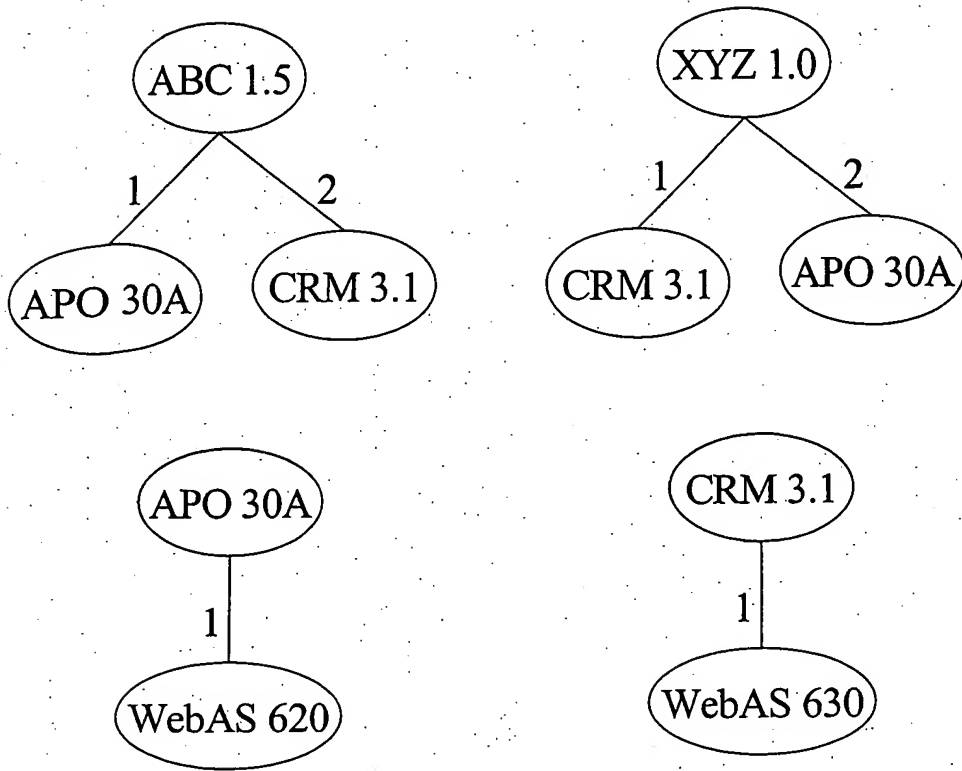 ABC 1.5
1
2
APO 30A
CRM 3.1
XYZ 1.0
1
2
CRM 3.1
APO 30A
APO 30A
1
WebAS 620
CRM 3.1
1
WebAS 630